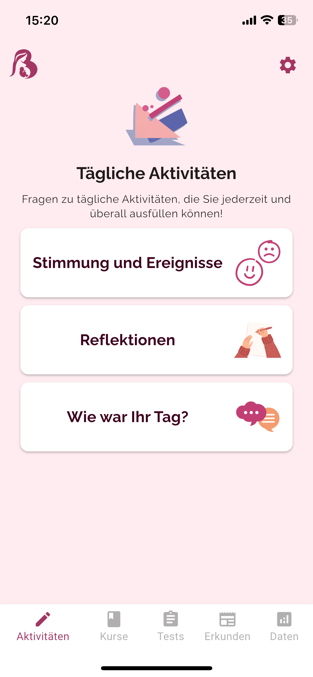 15:20
35
Tägliche Aktivitäten
Fragen zu tägliche Aktivitäten, die Sie jederzeit und
überall ausfüllen können!
Stimmung und Ereignisse
Reflektionen
Wie war Ihr Tag?
Aktivitäten Kurse Tests Erkunden Daten